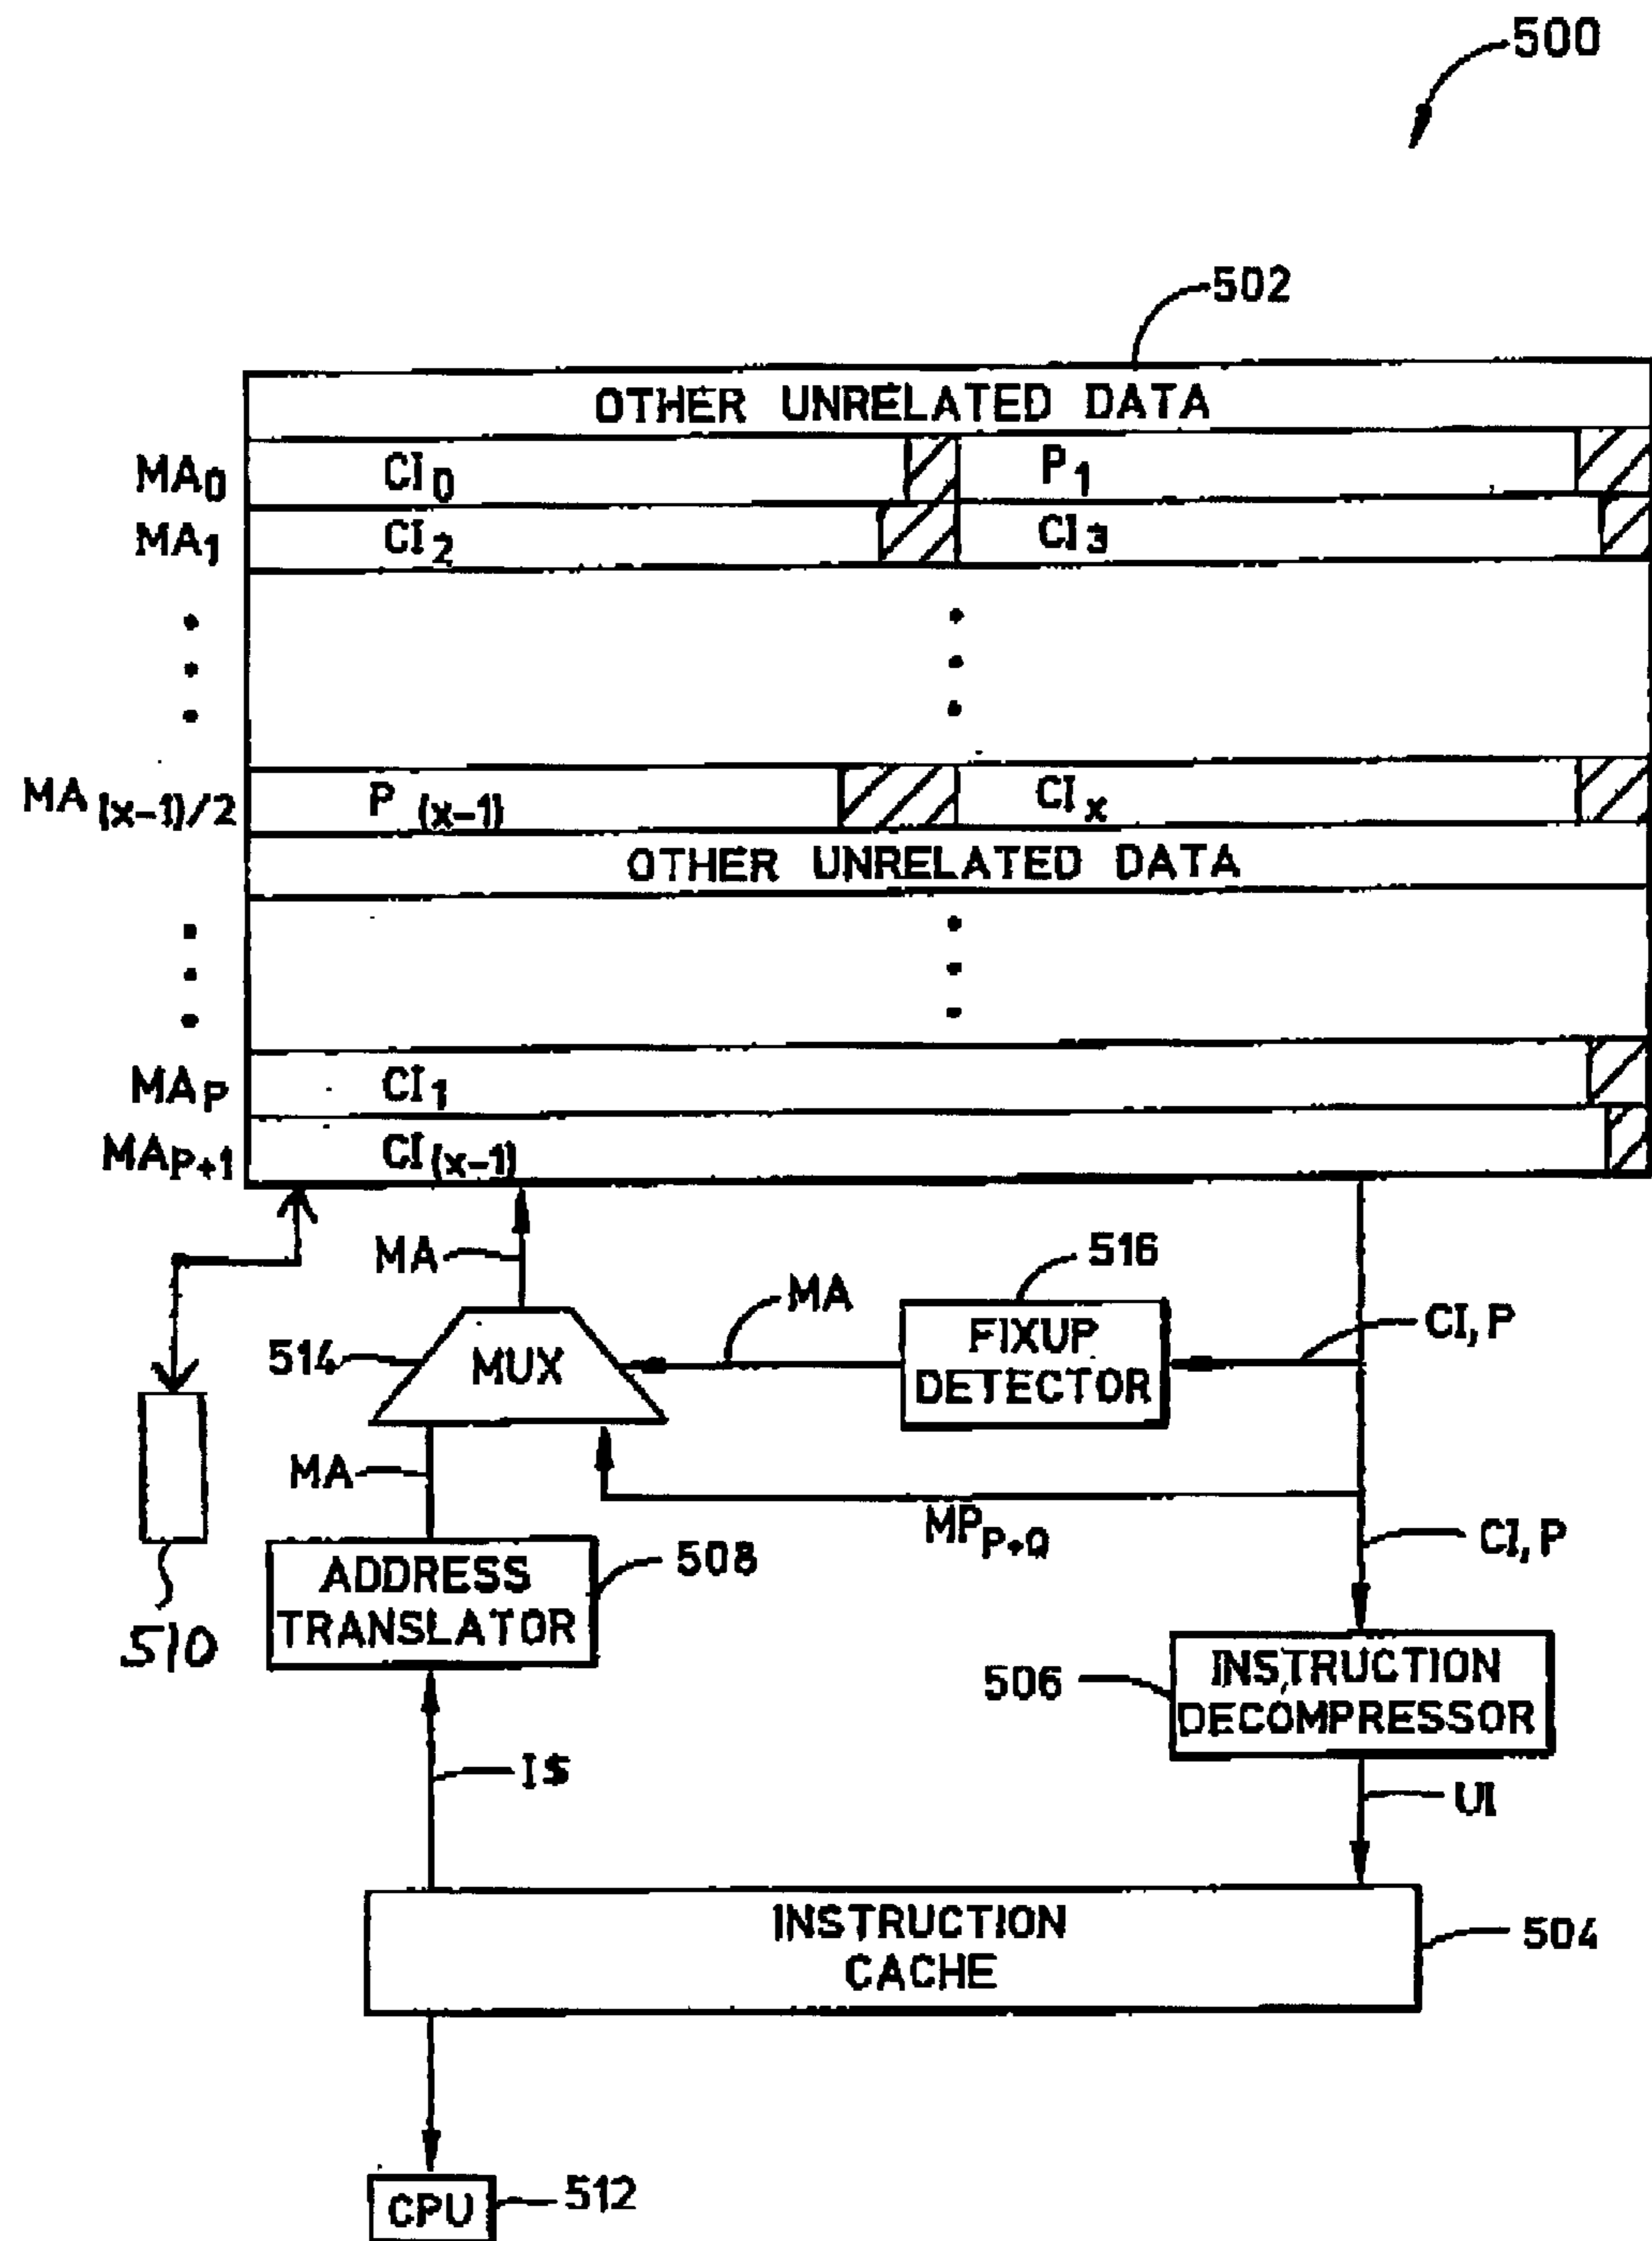 500
502
OTHER UNRELATED DATA
MA0 CI0 P1
MA1 CI2 CI3
MA(x-1)/2 P(x-1) CIx
OTHER UNRELATED DATA
MAP CI1
MAP+1 CI(x-1)
MA
516
MA
FIXUP
DETECTOR
CI, P
514
MUX
MA
MPP+Q
CI, P
510
ADDRESS
TRANSLATOR
508
506
INSTRUCTION
DECOMPRESSOR
I$
UI
INSTRUCTION
CACHE
504
CPU
512